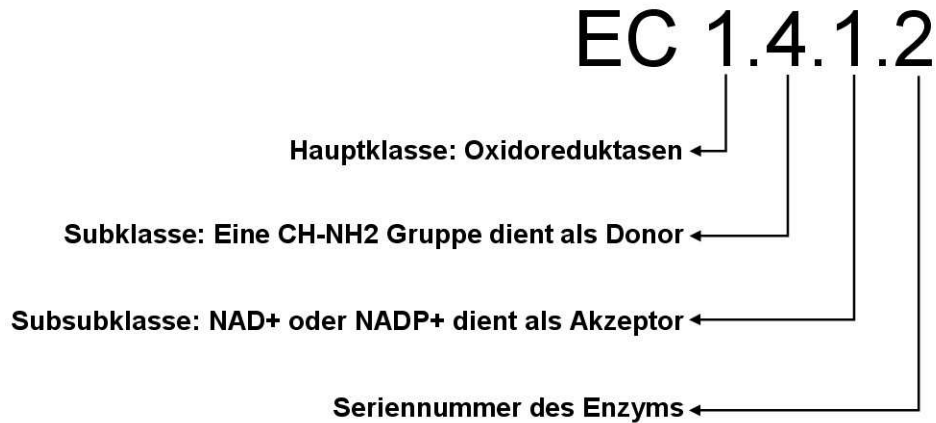 EC 1.4.1.2
Hauptklasse: Oxidoreduktasen
Subklasse: Eine CH-NH2 Gruppe dient als Donor
Subsubklasse: NAD+ oder NADP+ dient als Akzeptor
Seriennummer des Enzyms